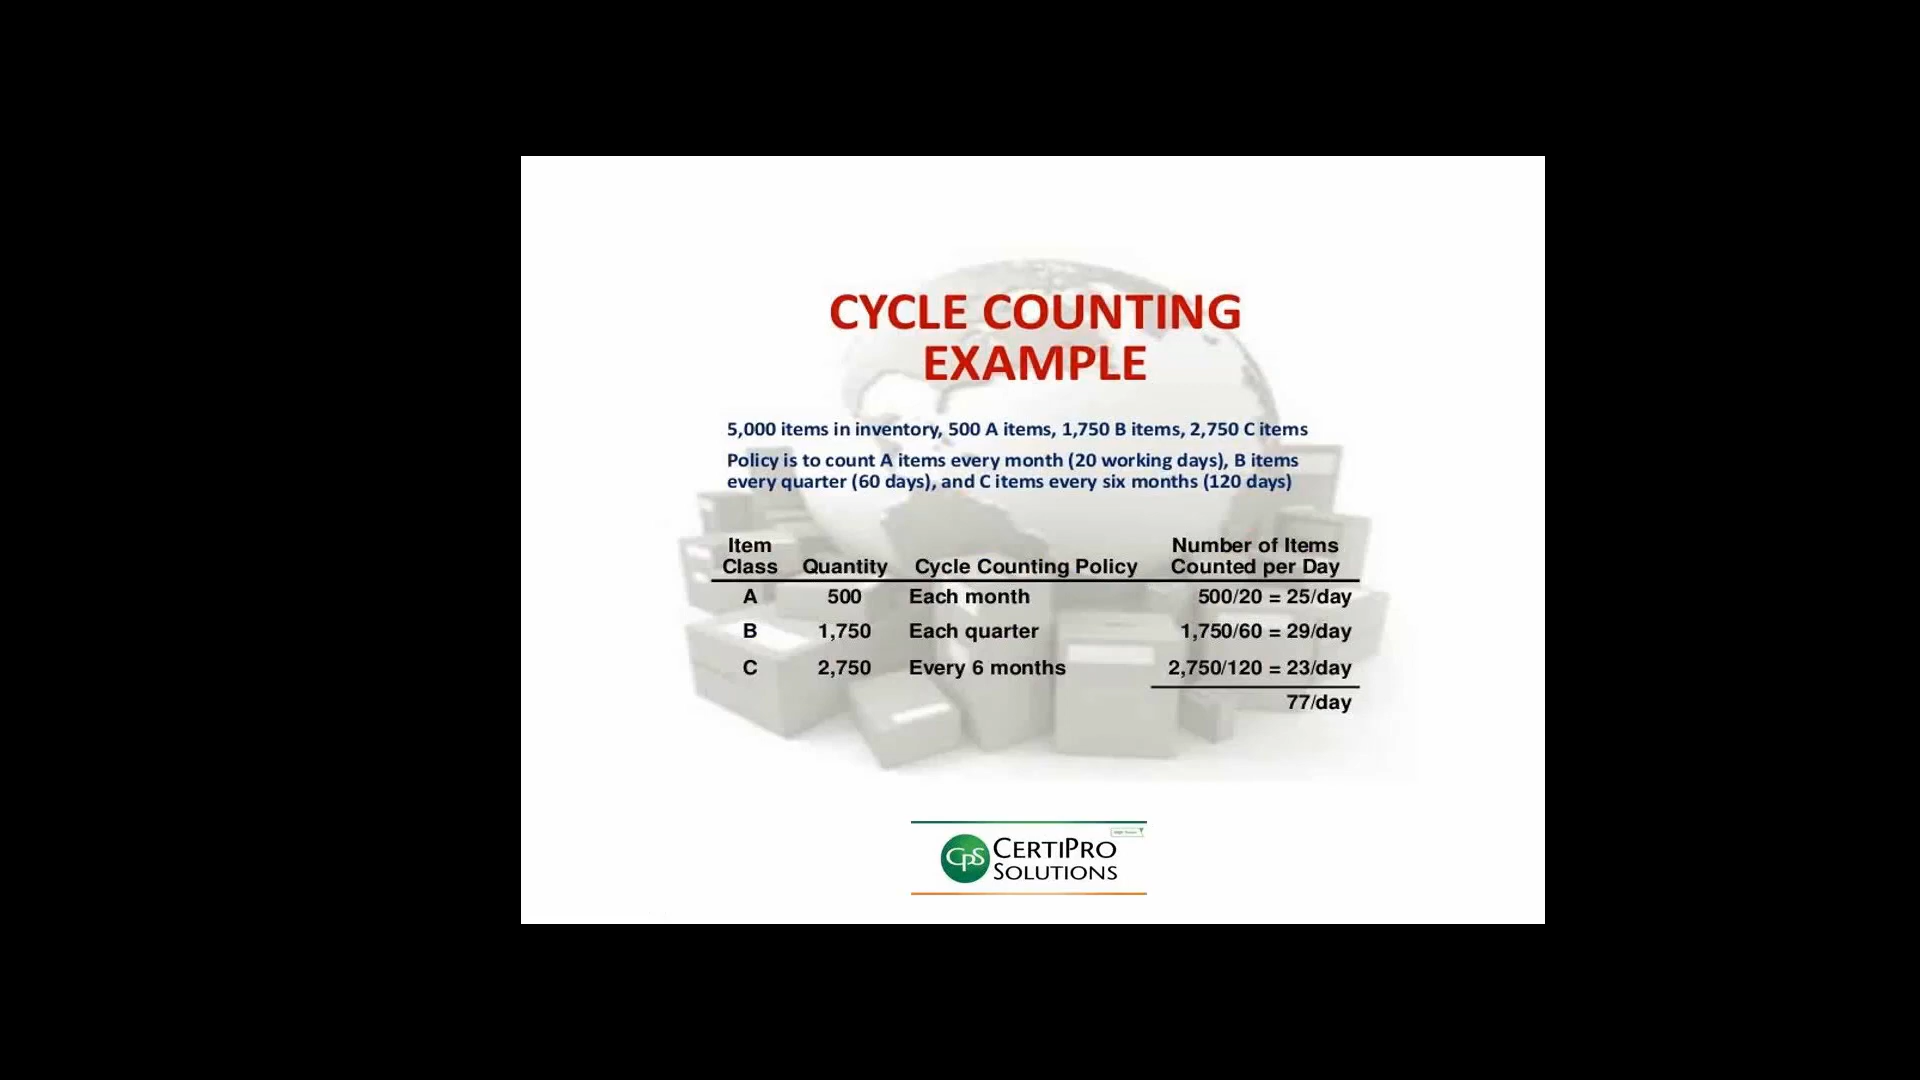 CYCLE COUNTING
EXAMPLE
5,000 items in inventory, 500 A items, 1,750 B items, 2,750 C items
Policy is to count A items every month (20 working days), B items
every quarter (60 days), and C items every six months (120 days)
Item Class Quantity Cycle Counting Policy Number of Items Counted per Day
A 500 Each month 500/20 = 25/day
B 1,750 Each quarter 1,750/60 = 29/day
C 2,750 Every 6 months 2,750/120 = 23/day
77/day
CPS CERTIPRO
SOLUTIONS